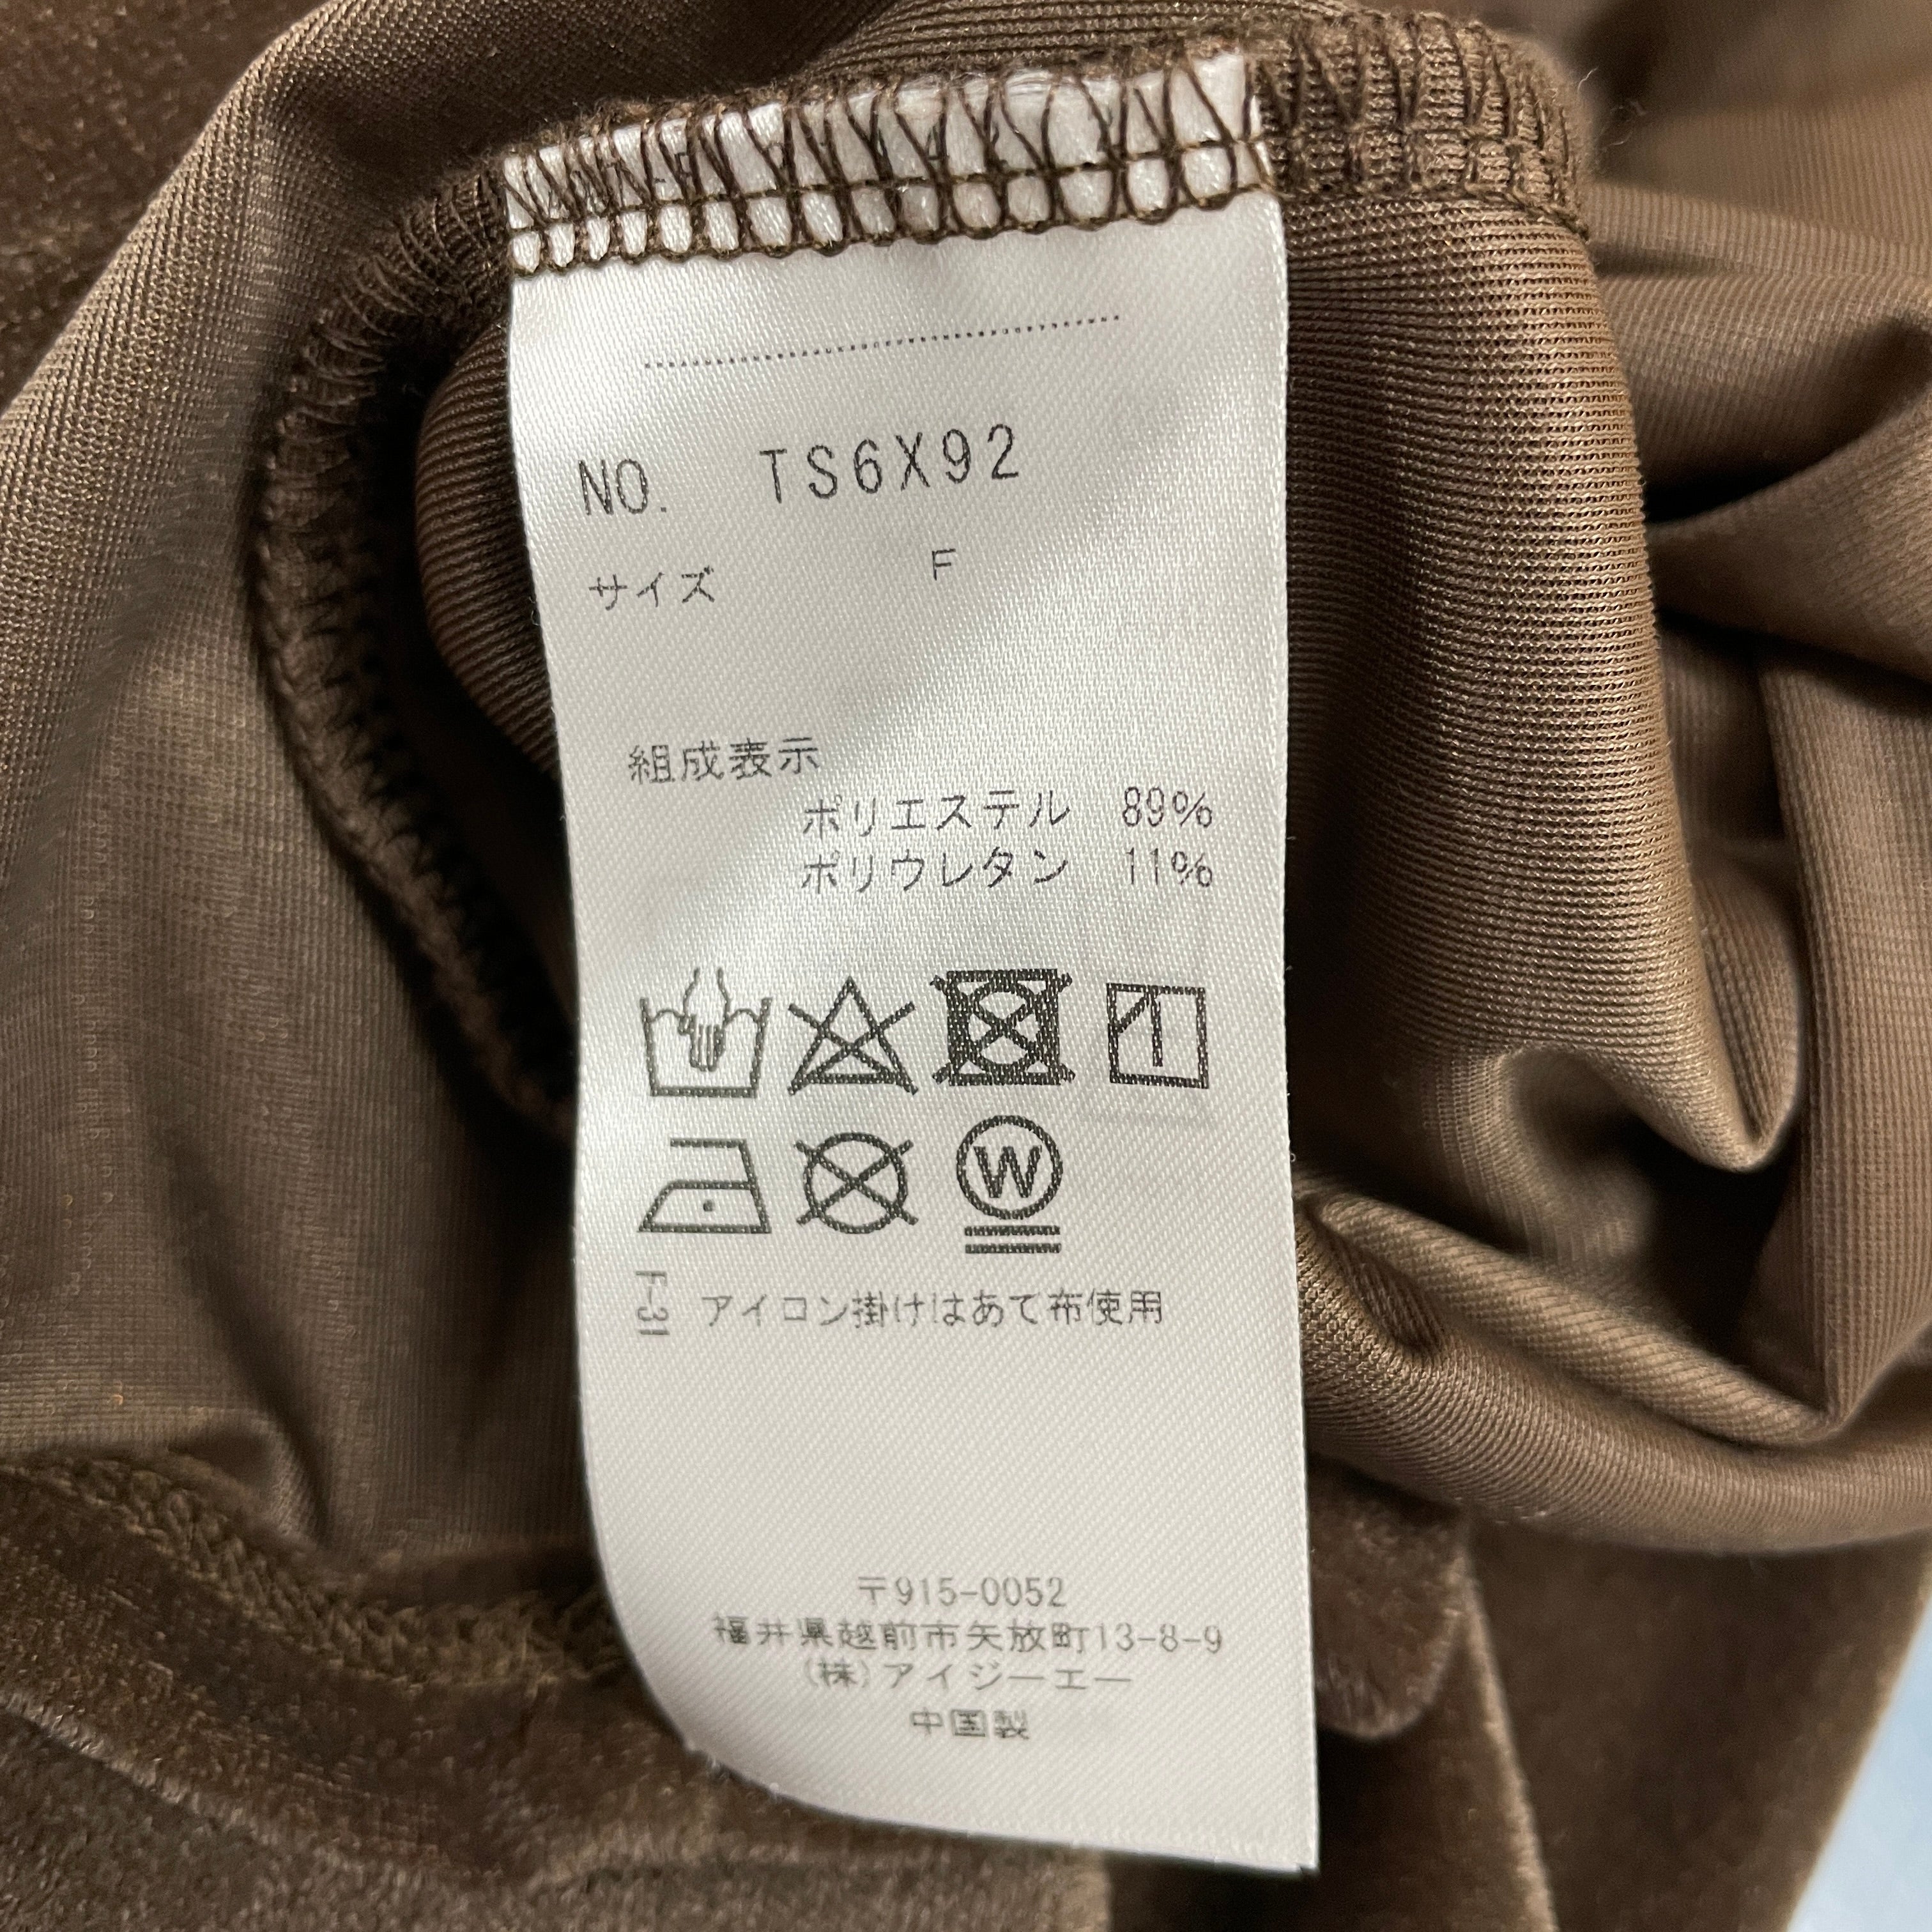 NO. TS6X92
サイズ F
組成表示
ポリエステル 89%
ポリウレタン 11%
W
F-31 アイロン掛けはあて布使用
〒915-0052
福井県越前市矢放町13-8-9
(株)アイジーエー
中国製